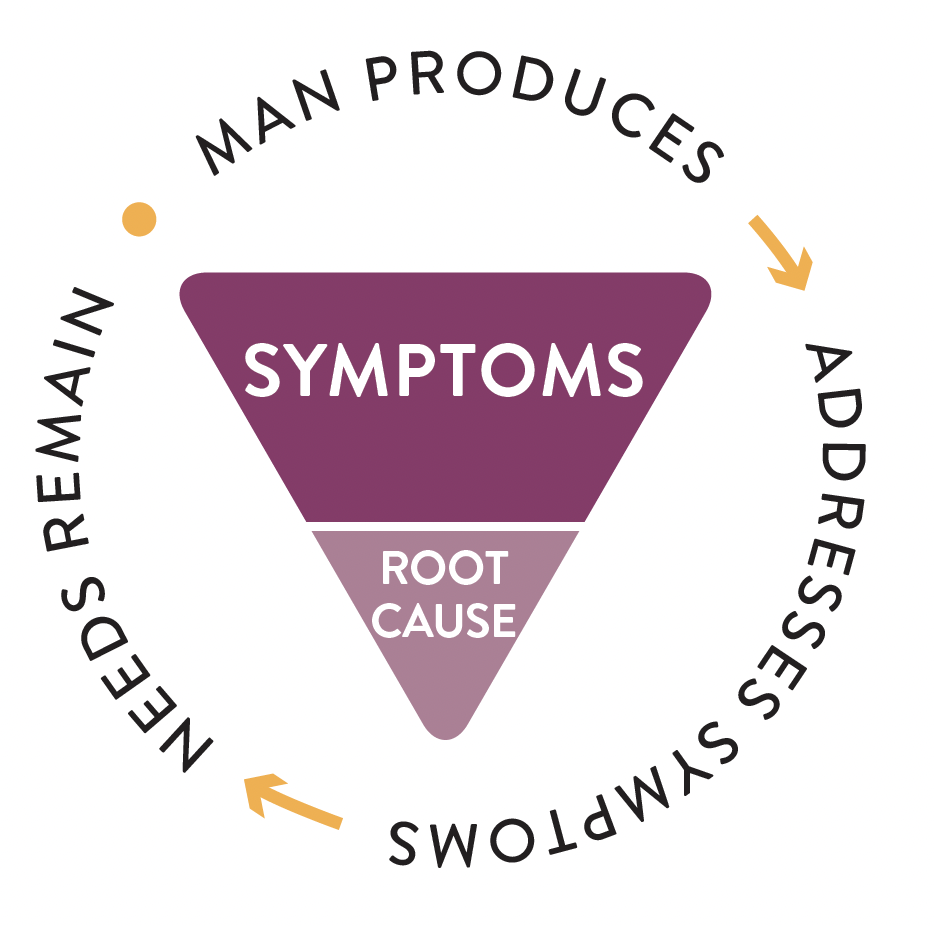 MAN PRODUCES
ADDRESSES SYMPTOMS
NEEDS REMAIN
SYMPTOMS
ROOT
CAUSE